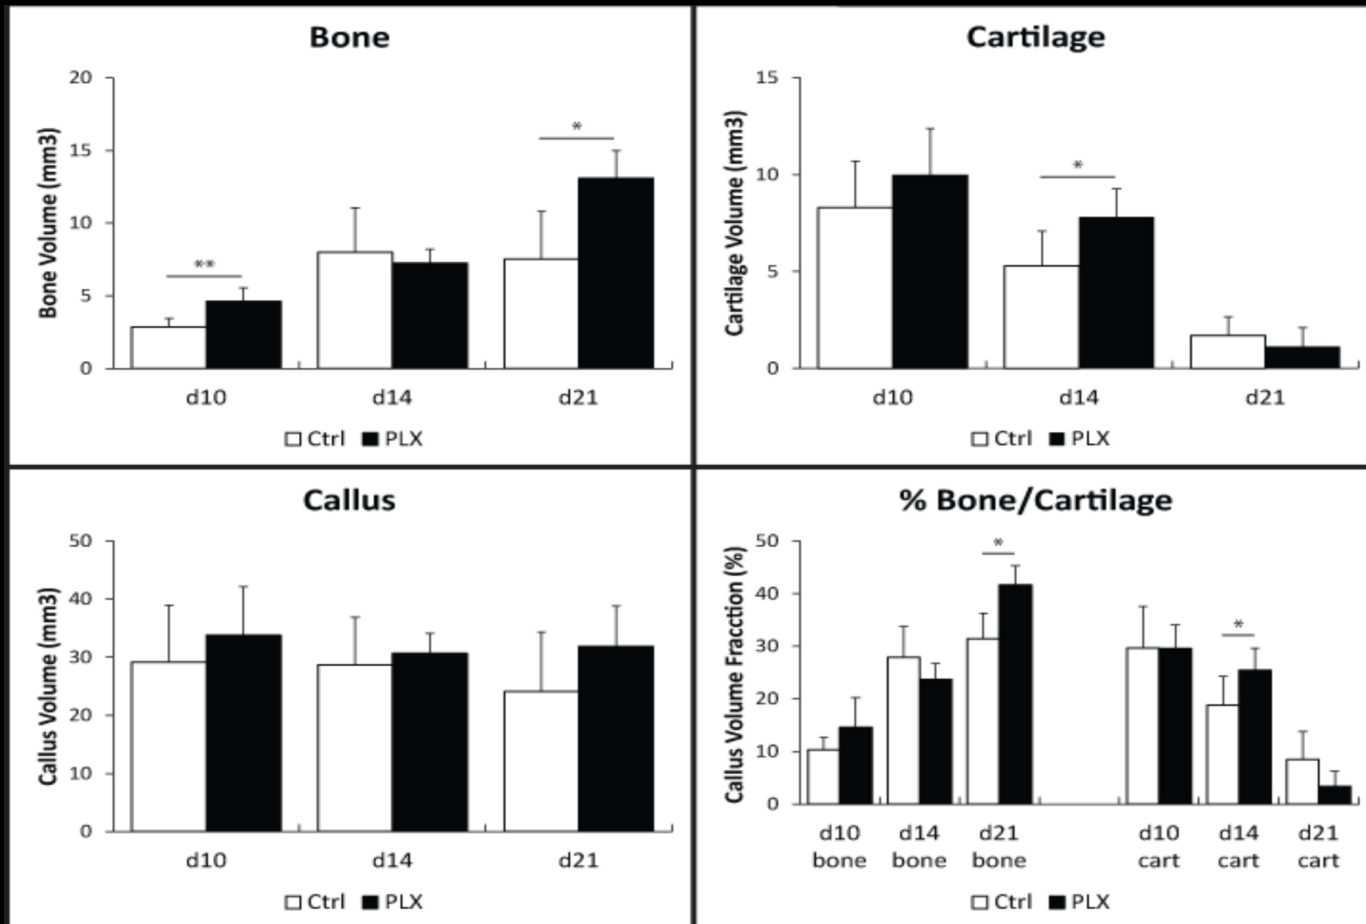 Bone
Bone Volume (mm3)
20
15
10
5
0
**
*
d10 d14 d21
Ctrl PLX
Cartilage
Cartilage Volume (mm3)
15
10
5
0
*
d10 d14 d21
Ctrl PLX
Callus
Callus Volume (mm3)
50
40
30
20
10
0
d10 d14 d21
Ctrl PLX
% Bone/Cartilage
Callus Volume Fracction (%)
50
40
30
20
10
0
*
*
d10 d14 d21 d10 d14 d21
bone bone bone cart cart cart
Ctrl PLX